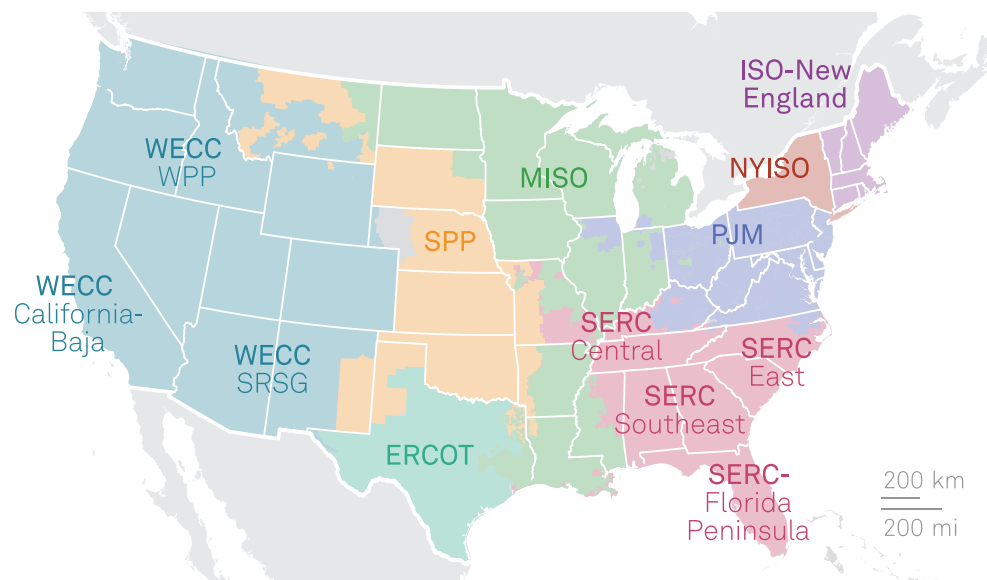 ISO-New
England
WECC
WPP
MISO
NYISO
SPP
PJM
WECC
California-
Baja
WECC
SRSG
SERC
Central
SERC
East
SERC
Southeast
ERCOT
SERC-
Florida
Peninsula
200 km
200 mi